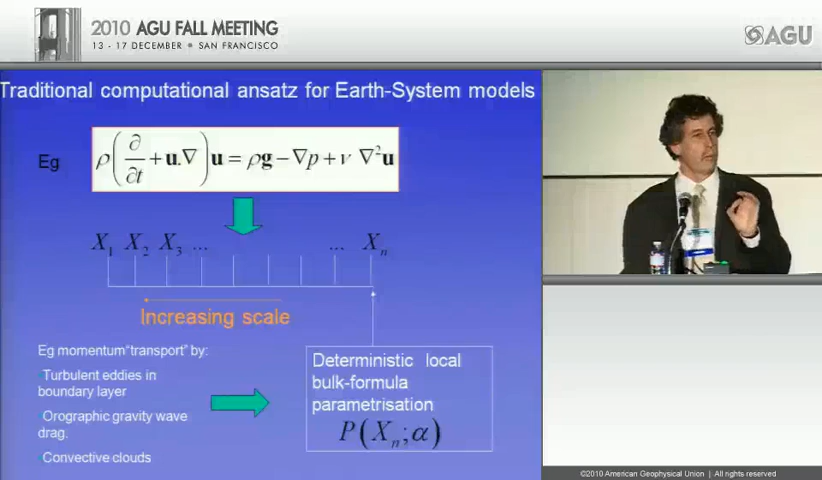 2010 AGU FALL MEETING
13 - 17 DECEMBER • SAN FRANCISCO
AGU
Traditional computational ansatz for Earth-System models
Eg
ρ(∂/∂t + u.∇)u = ρg − ∇p + ν ∇²u
X₁ X₂ X₃ ... ... Xₙ
Increasing scale
Eg momentum"transport" by:
•Turbulent eddies in
boundary layer
•Orographic gravity wave
drag.
•Convective clouds
Deterministic local
bulk-formula
parametrisation
P(Xₙ;α)
©2010 American Geophysical Union | All rights reserved